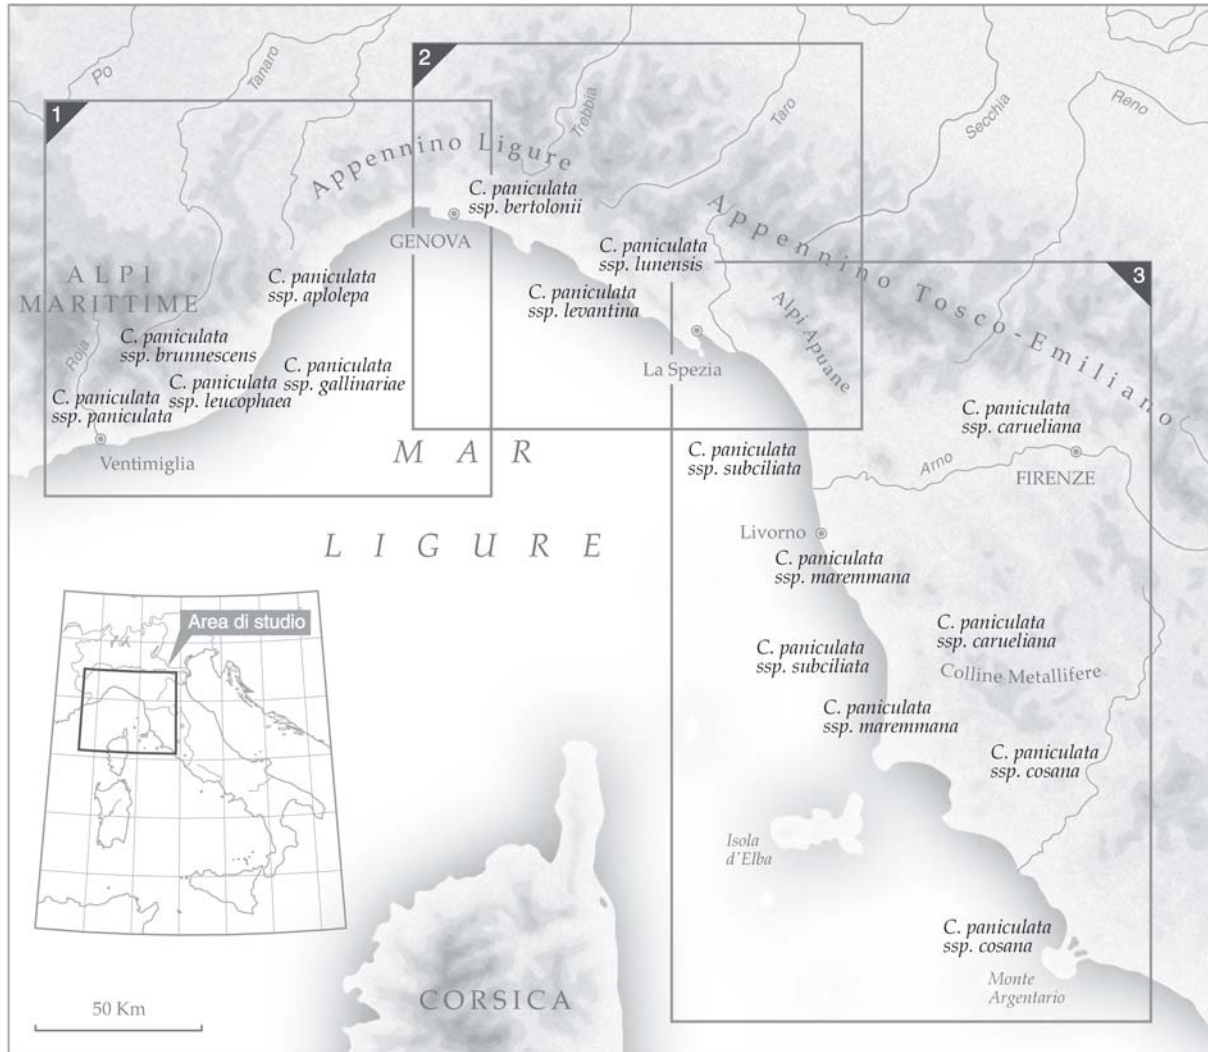 Po
Tanaro
2
1
Trebbia
Taro
Secchia
Reno
Appennino Ligure
C. paniculata
ssp. bertolonii
GENOVA
Appennino Tosco-Emiliano
C. paniculata
ssp. lunensis
3
ALPI
MARITTIME
C. paniculata
ssp. aplolepa
C. paniculata
ssp. levantina
Alpi Apuane
Roja
C. paniculata
ssp. brunnescens
C. paniculata
ssp. gallinariae
C. paniculata
ssp. leucophaea
C. paniculata
ssp. paniculata
Ventimiglia
La Spezia
C. paniculata
ssp. carueliana
MAR
C. paniculata
ssp. subciliata
Arno
FIRENZE
LIGURE
Livorno
C. paniculata
ssp. maremmana
Area di studio
C. paniculata
ssp. carueliana
C. paniculata
ssp. subciliata
Colline Metallifere
C. paniculata
ssp. maremmana
C. paniculata
ssp. cosana
Isola
d'Elba
C. paniculata
ssp. cosana
Monte
Argentario
CORSICA
50 Km